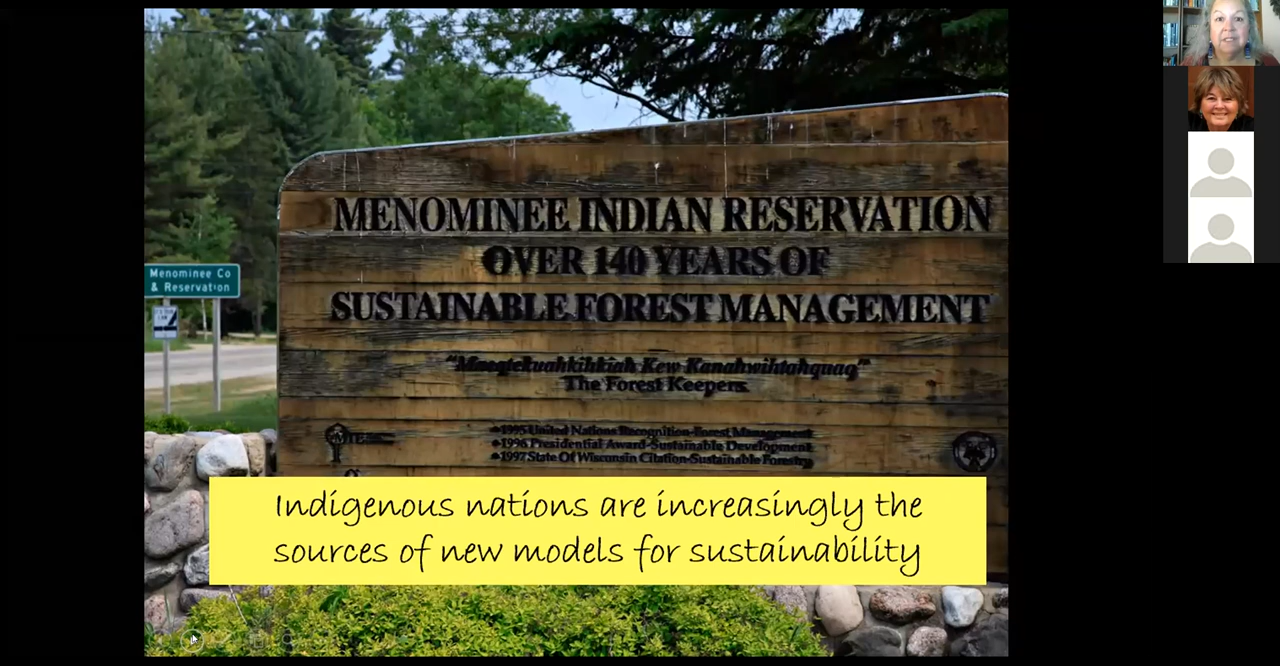 MENOMINEE INDIAN RESERVATION
OVER 140 YEARS OF
SUSTAINABLE FOREST MANAGEMENT
Menominee Co
& Reservation
Kew Kanahwihtahquaq"
The Forest Keepers
1995 United Nations Recognition-Forest Management
1996 Presidential Award-Sustainable Development
1997 State Of Wisconsin Citation-Sustainable Forestry
Indigenous nations are increasingly the
sources of new models for sustainability